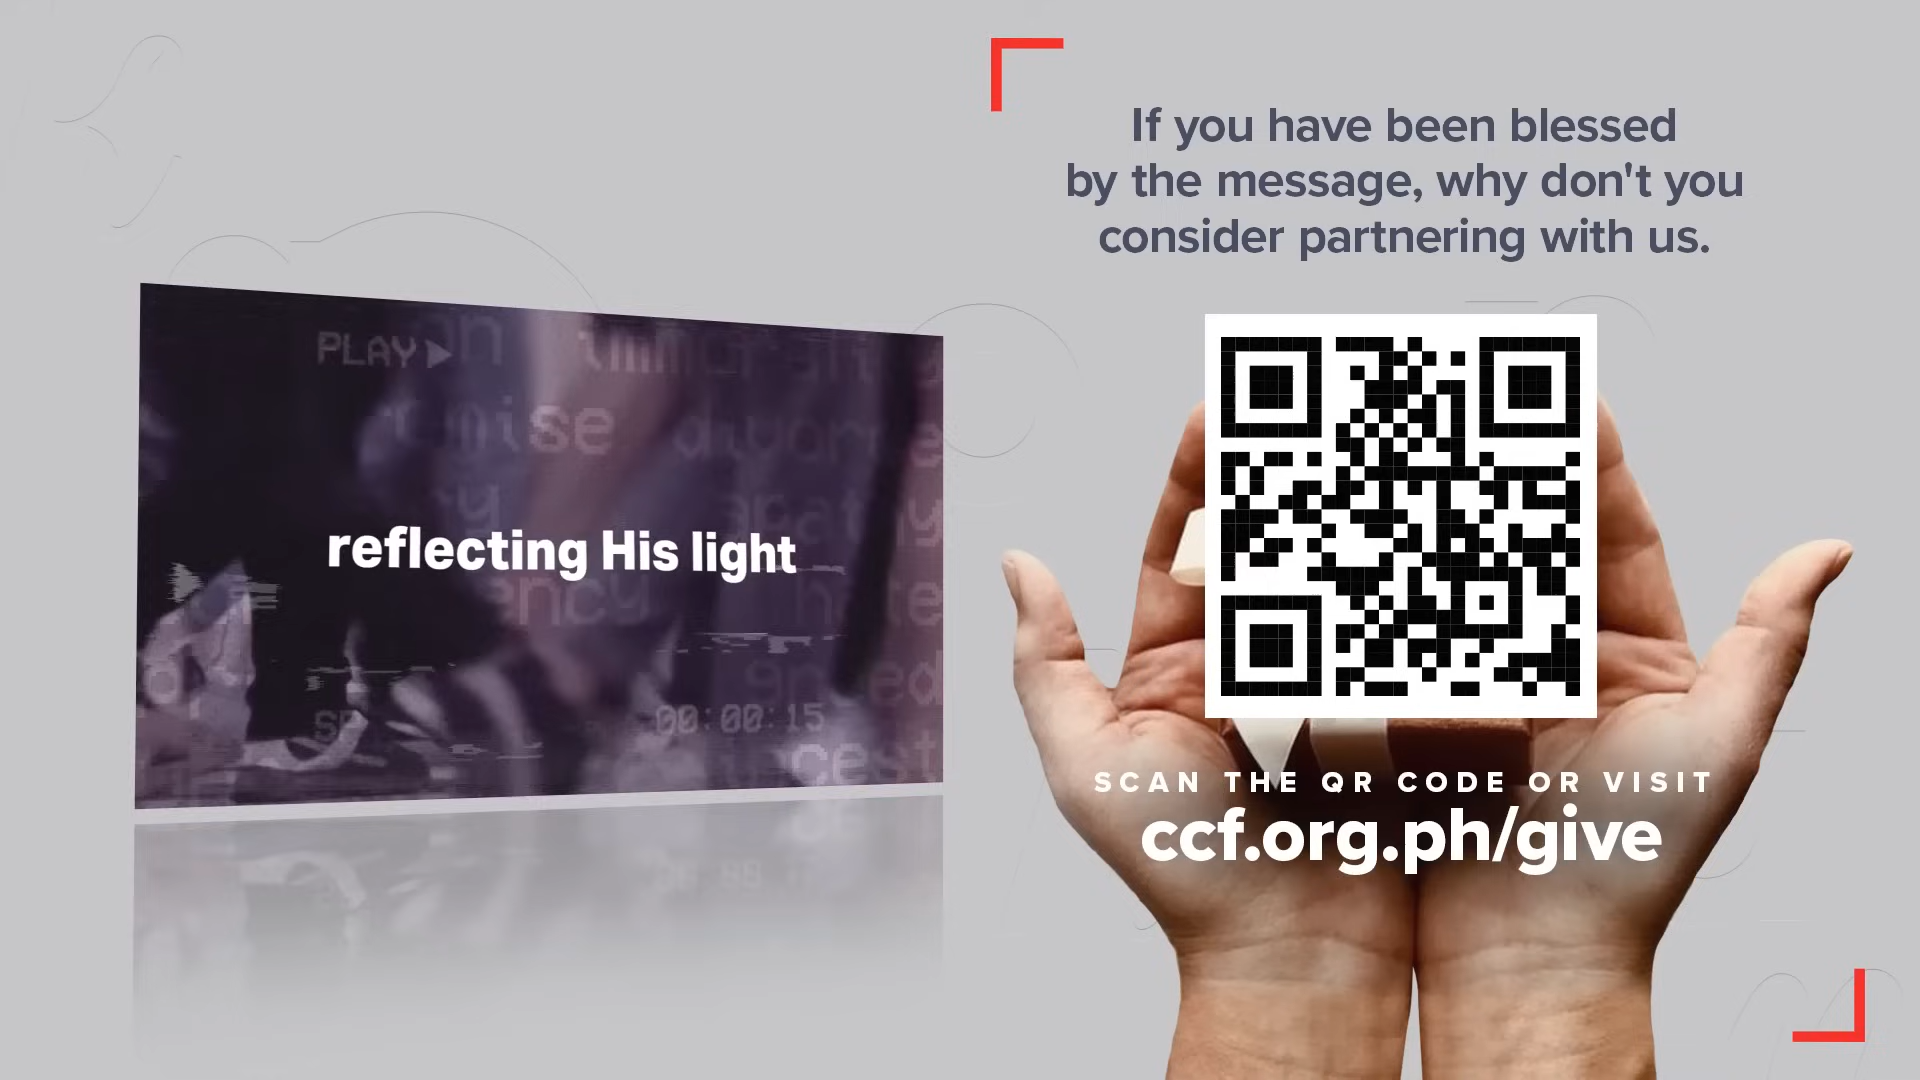 If you have been blessed
by the message, why don't you
consider partnering with us.
PLAY
reflecting His light
SP
00:00:15
SCAN THE QR CODE OR VISIT
ccf.org.ph/give